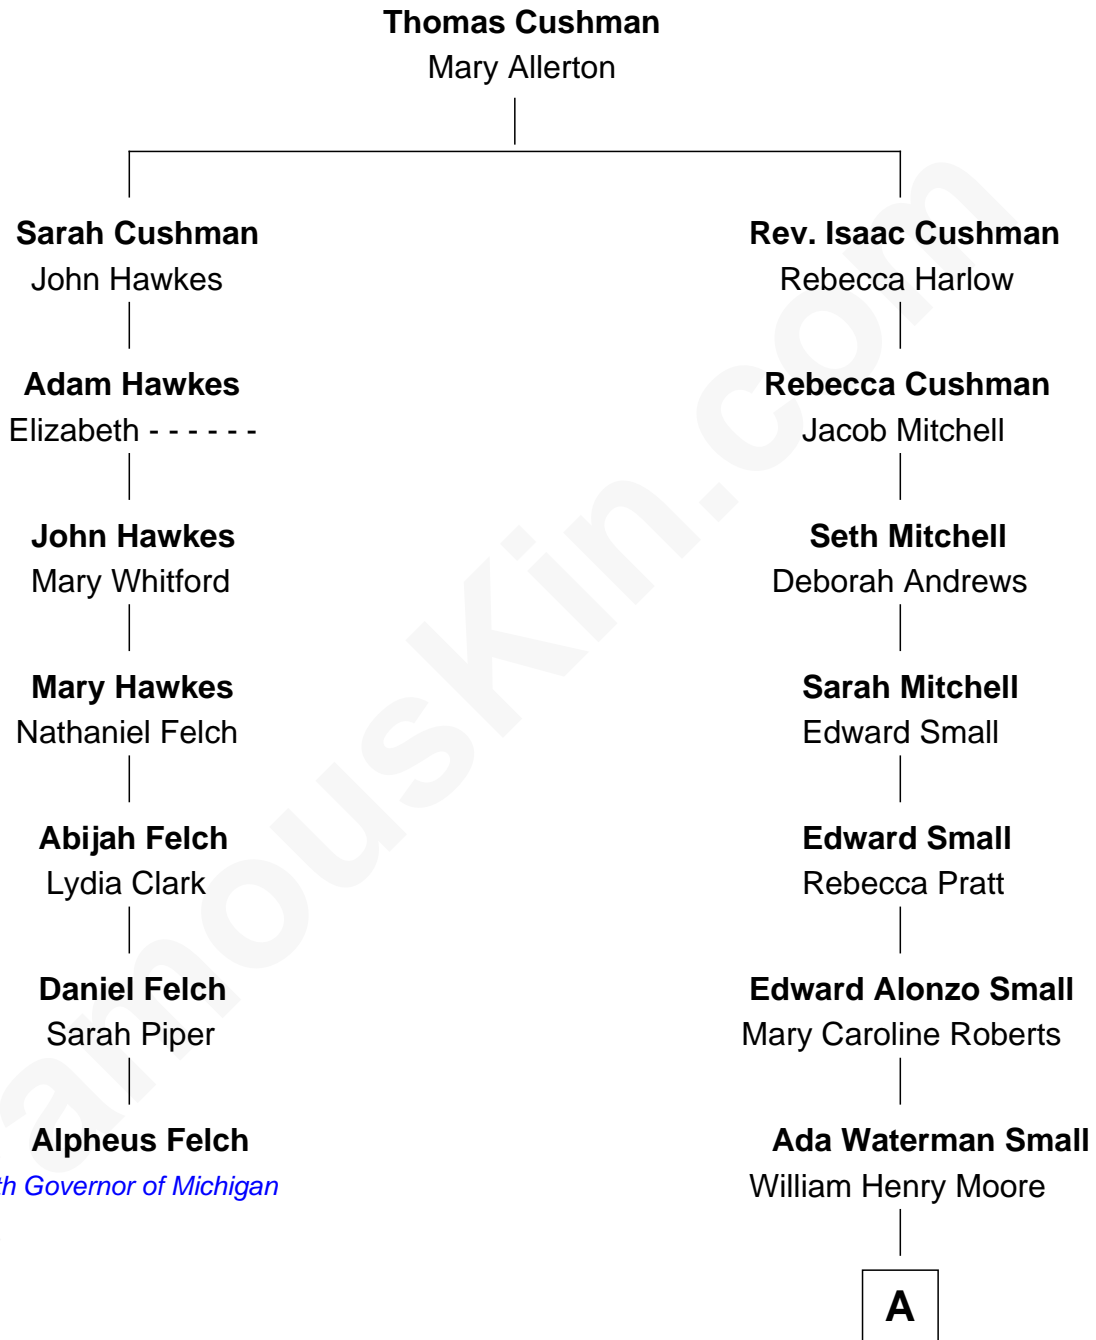 Thomas Cushman
Mary Allerton
Sarah Cushman
John Hawkes
Rev. Isaac Cushman
Rebecca Harlow
Adam Hawkes
Elizabeth - - - - - -
Rebecca Cushman
Jacob Mitchell
John Hawkes
Mary Whitford
Seth Mitchell
Deborah Andrews
Mary Hawkes
Nathaniel Felch
Sarah Mitchell
Edward Small
Abijah Felch
Lydia Clark
Edward Small
Rebecca Pratt
Daniel Felch
Sarah Piper
Edward Alonzo Small
Mary Caroline Roberts
Alpheus Felch
th Governor of Michigan
Ada Waterman Small
William Henry Moore
A
amouskin.com